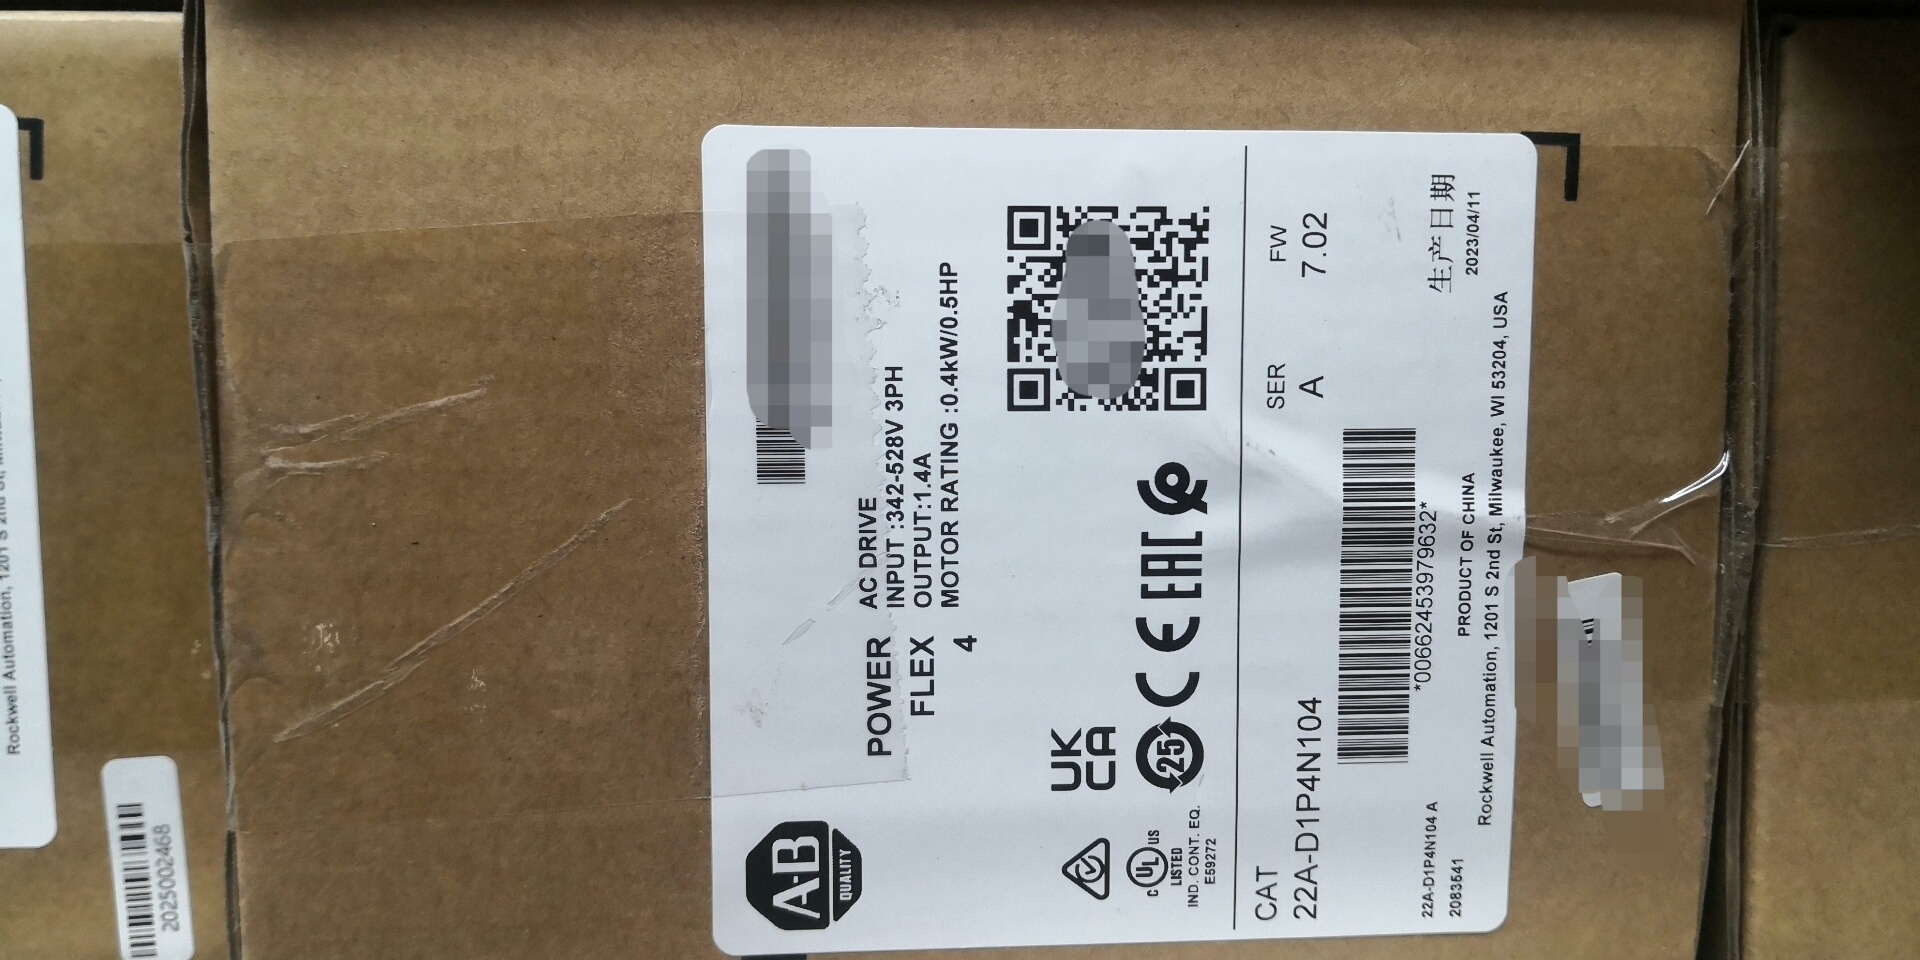 A-B
QUALITY
POWER
FLEX
4
AC DRIVE
INPUT :342-528V 3PH
OUTPUT:1.4A
MOTOR RATING :0.4kW/0.5HP
UK
CA
25
CE
EAC
C UL US
LISTED
IND. CONT. EQ.
E59272
CAT
22A-D1P4N104
SER
A
FW
7.02
*00662453979632*
22A-D1P4N104 A
2083541
PRODUCT OF CHINA
Rockwell Automation, 1201 S 2nd St, Milwaukee, WI 53204, USA
生产日期
2023/04/11
Rockwell Automation, 1201 S 2nd St,
2025002468